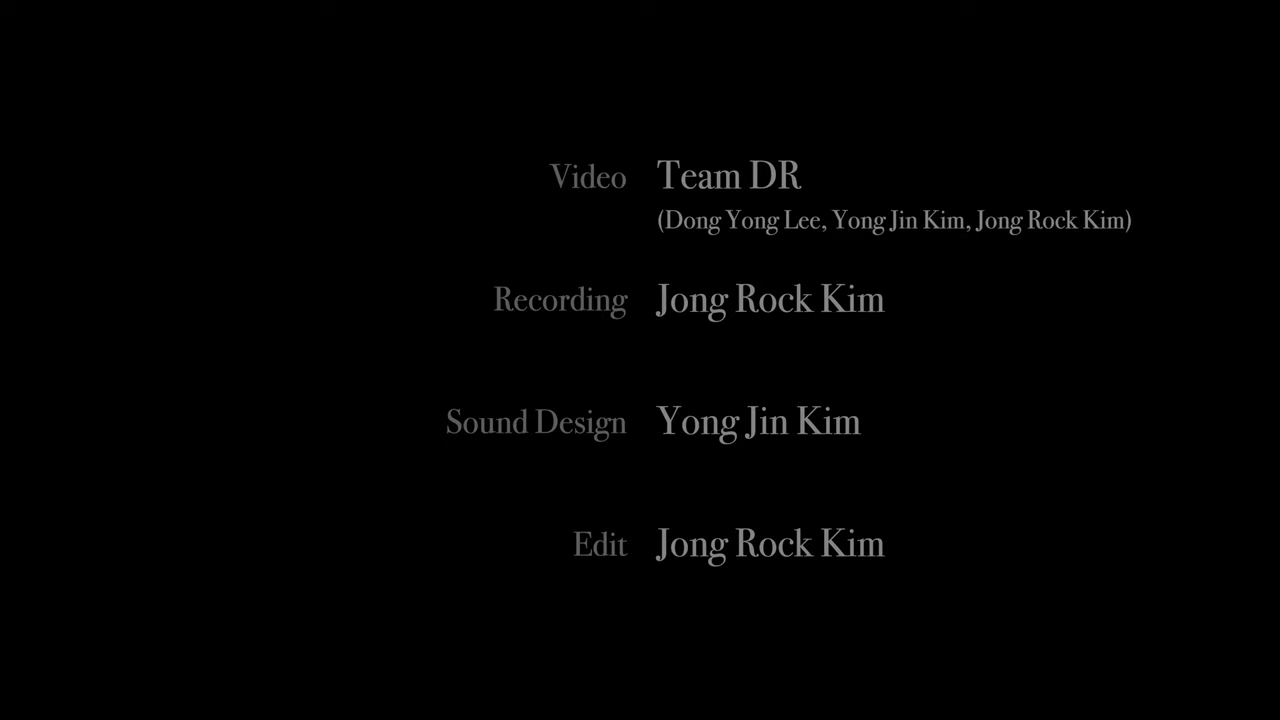 Video Team DR
(Dong Yong Lee, Yong Jin Kim, Jong Rock Kim)
Recording Jong Rock Kim
Sound Design Yong Jin Kim
Edit Jong Rock Kim